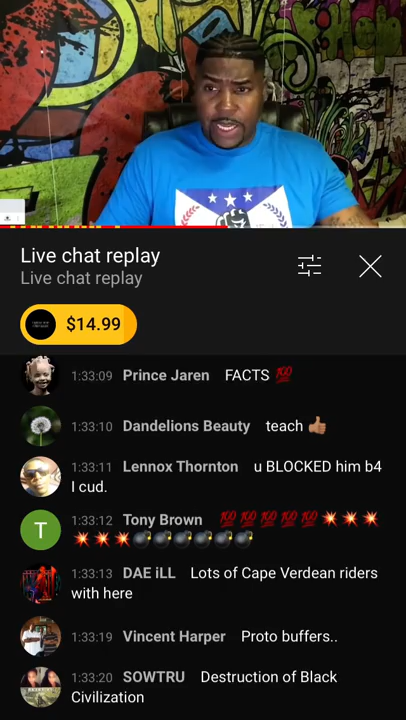 Live chat replay
Live chat replay
$14.99
1:33:09 Prince Jaren FACTS 💯
1:33:10 Dandelions Beauty teach 👍🏽
1:33:11 Lennox Thornton u BLOCKED him b4
I cud.
T
1:33:12 Tony Brown 💯💯💯💯💯💥💥💥
💥💥💥💣💣💣💣💣💣
1:33:13 DAE iLL Lots of Cape Verdean riders
with here
1:33:19 Vincent Harper Proto buffers..
1:33:20 SOWTRU Destruction of Black
Civilization